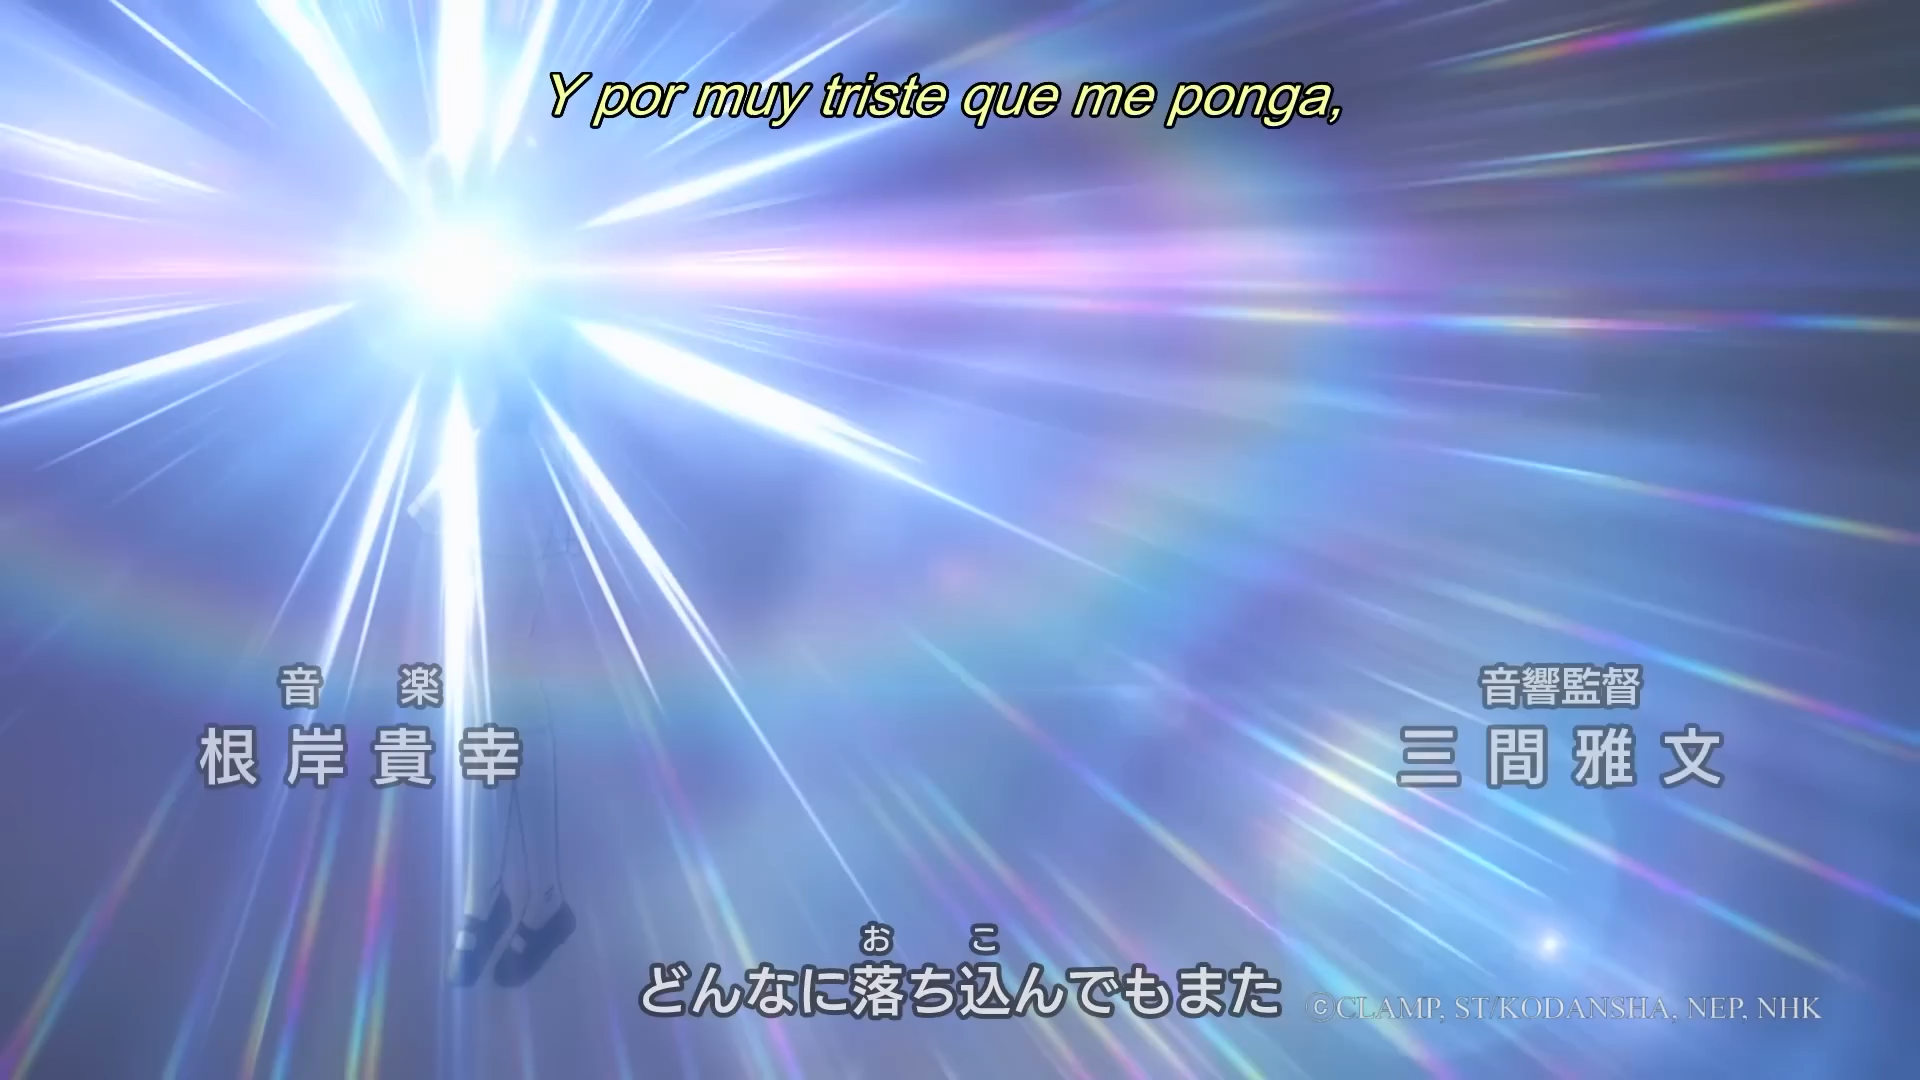 Y por muy triste que me ponga,
音楽
根岸貴幸
音響監督
三間雅文
お こ
どんなに落ち込んでもまた
©CLAMP, ST/KODANSHA, NEP, NHK